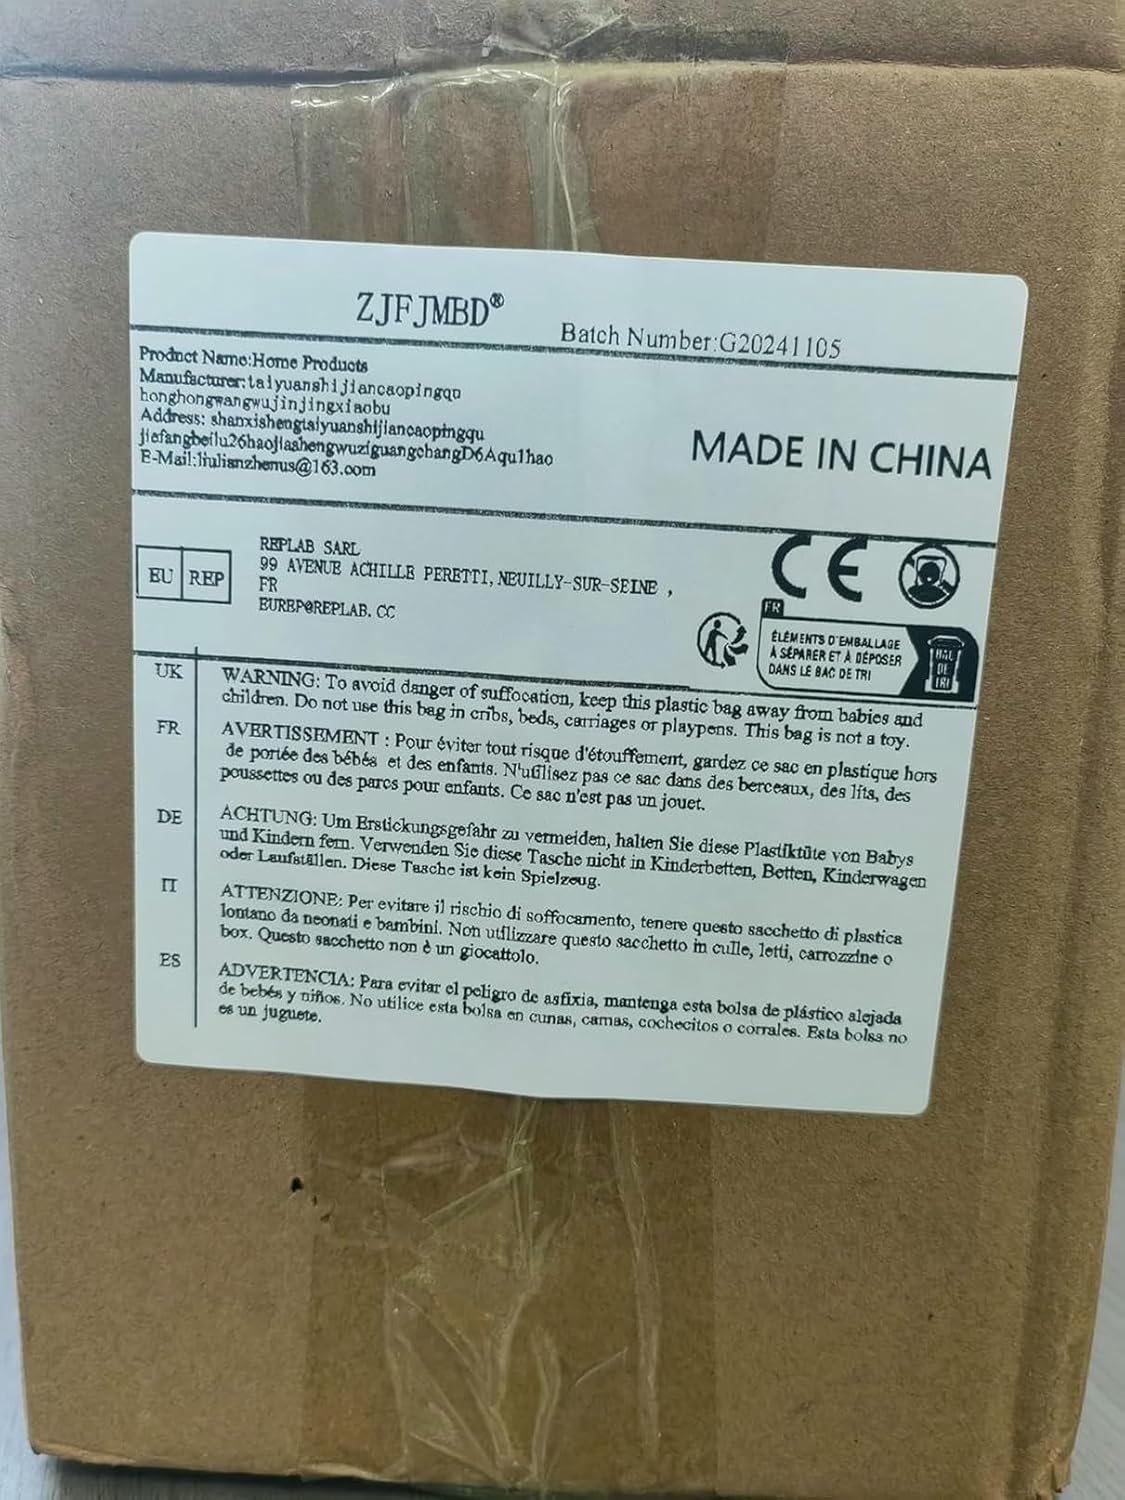 ZJFJMBD®
Batch Number:G20241105
Product Name:Home Products
Manufacturer:taiyuanshijiancaopingqu
honghongwangwujinjingxiaobu
Address: shanxishengtaiyuanshijiancaopingqu
jiefangbeilu26haojiashengwuziguangchangD6Aqu1hao
E-Mail:liulianzhenus@163.com
MADE IN CHINA
EU REP
REPLAB SARL
99 AVENUE ACHILLE PERETTI, NEUILLY-SUR-SEINE ,
FR
EUREP@REPLAB.CC
CE
FR
ÉLÉMENTS D'EMBALLAGE
À SÉPARER ET À DÉPOSER
DANS LE BAC DE TRI
BAC
DE
TRI
UK
WARNING: To avoid danger of suffocation, keep this plastic bag away from babies and
children. Do not use this bag in cribs, beds, carriages or playpens. This bag is not a toy.
FR
AVERTISSEMENT : Pour éviter tout risque d'étouffement, gardez ce sac en plastique hors
de portée des bébés et des enfants. N'utilisez pas ce sac dans des berceaux, des lits, des
poussettes ou des parcs pour enfants. Ce sac n'est pas un jouet.
DE
ACHTUNG: Um Erstickungsgefahr zu vermeiden, halten Sie diese Plastiktüte von Babys
und Kindern fern. Verwenden Sie diese Tasche nicht in Kinderbetten, Betten, Kinderwagen
oder Laufställen. Diese Tasche ist kein Spielzeug.
IT
ATTENZIONE: Per evitare il rischio di soffocamento, tenere questo sacchetto di plastica
lontano da neonati e bambini. Non utilizzare questo sacchetto in culle, letti, carrozzine o
box. Questo sacchetto non è un giocattolo.
ES
ADVERTENCIA: Para evitar el peligro de asfixia, mantenga esta bolsa de plástico alejada
de bebés y niños. No utilice esta bolsa en cunas, camas, cochecitos o corrales. Esta bolsa no
es un juguete.